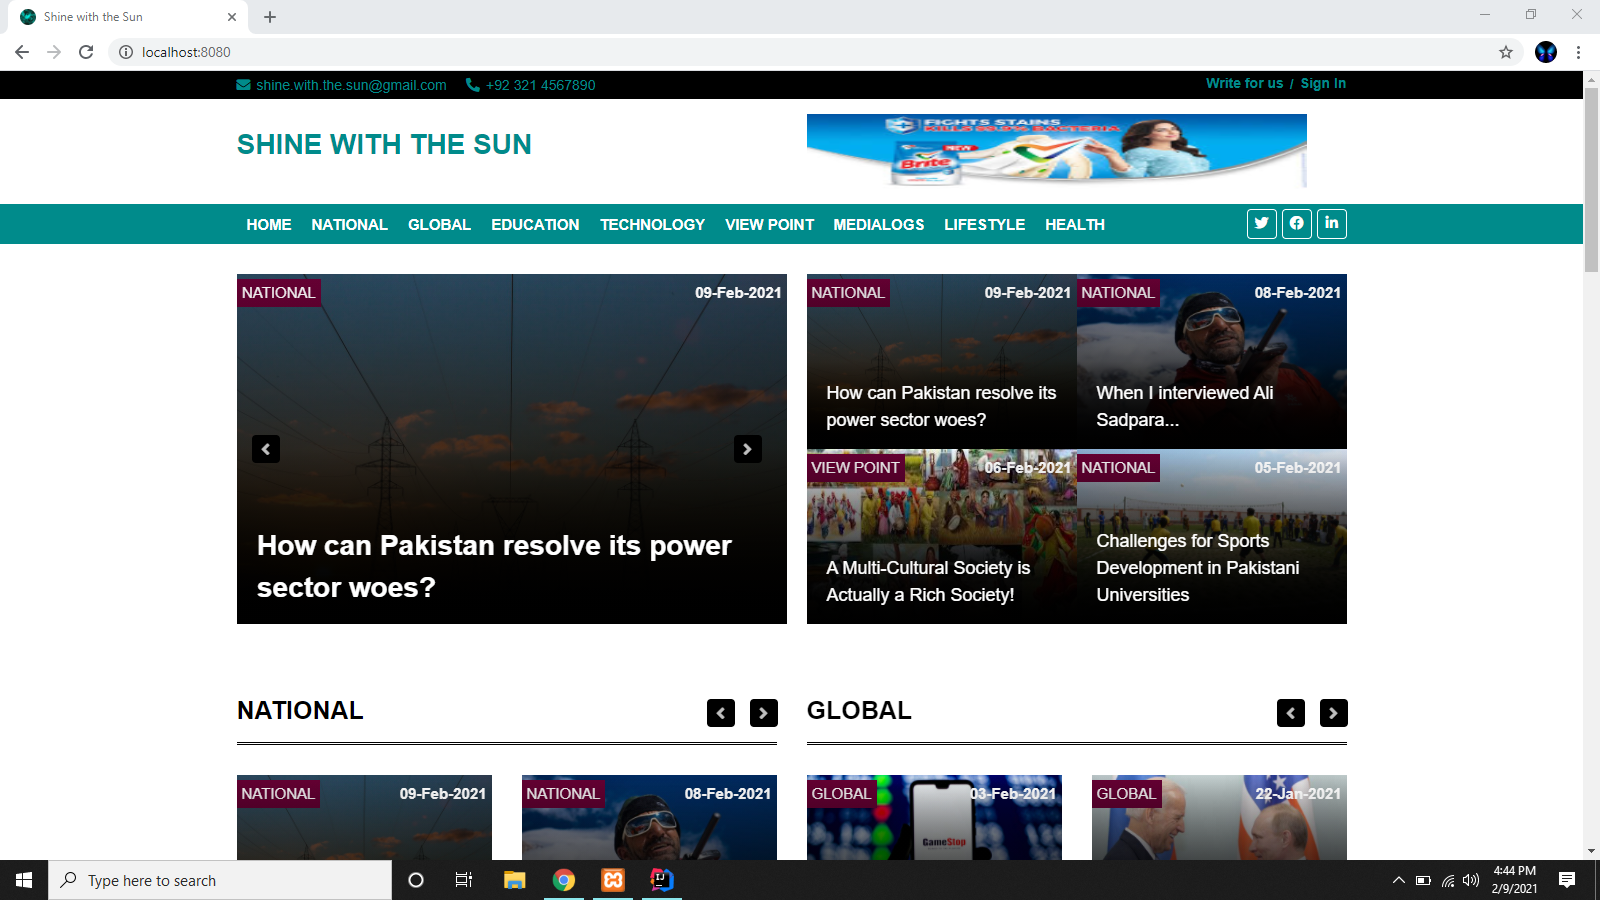 Shine with the Sun
localhost:8080
shine.with.the.sun@gmail.com
+92 321 4567890
Write for us / Sign In
SHINE WITH THE SUN
FIGHTS STAINS
KILLS 99.9% BACTERIA
NEW
Brite
HOME NATIONAL GLOBAL EDUCATION TECHNOLOGY VIEW POINT MEDIALOGS LIFESTYLE HEALTH
NATIONAL
09-Feb-2021
How can Pakistan resolve its power
sector woes?
NATIONAL
09-Feb-2021
How can Pakistan resolve its
power sector woes?
NATIONAL
08-Feb-2021
When I interviewed Ali
Sadpara...
VIEW POINT
06-Feb-2021
A Multi-Cultural Society is
Actually a Rich Society!
NATIONAL
05-Feb-2021
Challenges for Sports
Development in Pakistani
Universities
NATIONAL
GLOBAL
NATIONAL
09-Feb-2021
NATIONAL
08-Feb-2021
GLOBAL
03-Feb-2021
GameStop
GLOBAL
22-Jan-2021
Type here to search
4:44 PM
2/9/2021